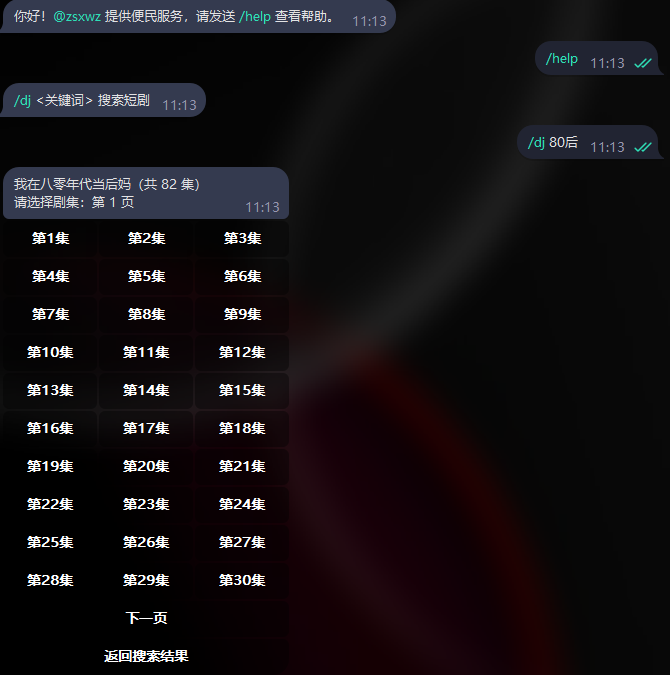 你好！@zsxwz 提供便民服务，请发送 /help 查看帮助。 11:13
/help 11:13
/dj <关键词> 搜索短剧 11:13
/dj 80后 11:13
我在八零年代当后妈（共 82 集）
请选择剧集：第 1 页 11:13
第1集 第2集 第3集
第4集 第5集 第6集
第7集 第8集 第9集
第10集 第11集 第12集
第13集 第14集 第15集
第16集 第17集 第18集
第19集 第20集 第21集
第22集 第23集 第24集
第25集 第26集 第27集
第28集 第29集 第30集
下一页
返回搜索结果